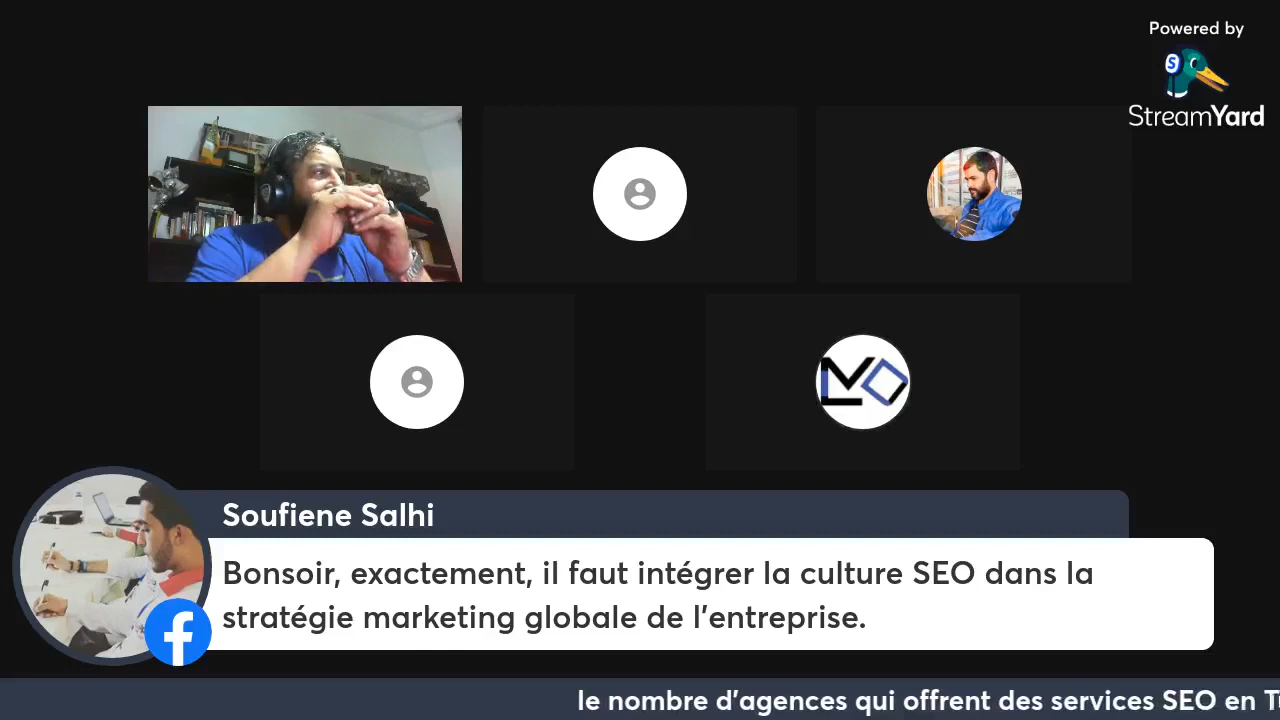 Powered by
S
StreamYard
MO
Soufiene Salhi
Bonsoir, exactement, il faut intégrer la culture SEO dans la
stratégie marketing globale de l'entreprise.
le nombre d'agences qui offrent des services SEO en